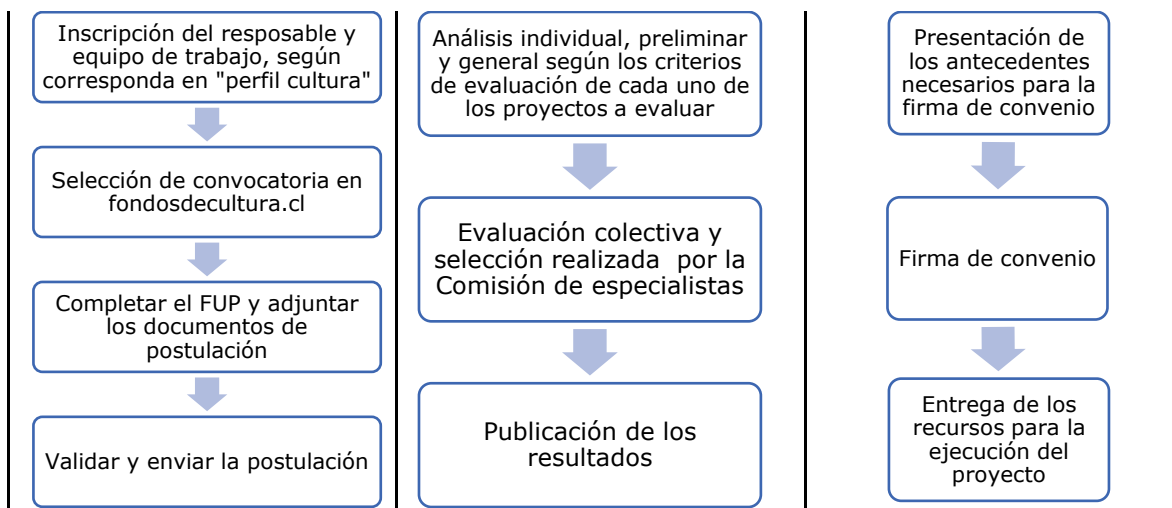 Inscripción del resposable y
equipo de trabajo, según
corresponda en "perfil cultura"
Selección de convocatoria en
fondosdecultura.cl
Completar el FUP y adjuntar
los documentos de
postulación
Validar y enviar la postulación
Análisis individual, preliminar
y general según los criterios
de evaluación de cada uno de
los proyectos a evaluar
Evaluación colectiva y
selección realizada por la
Comisión de especialistas
Publicación de los
resultados
Presentación de
los antecedentes
necesarios para la
firma de convenio
Firma de convenio
Entrega de los
recursos para la
ejecución del
proyecto